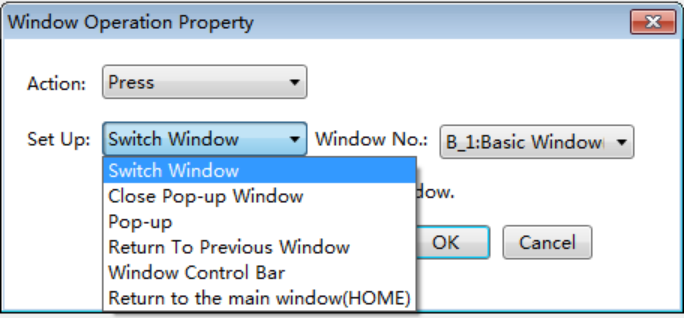 Window Operation Property
Action: Press
Set Up: Switch Window Window No.: B_1:Basic Window
Switch Window
Close Pop-up Window
dow.
Pop-up
Return To Previous Window
OK Cancel
Window Control Bar
Return to the main window(HOME)